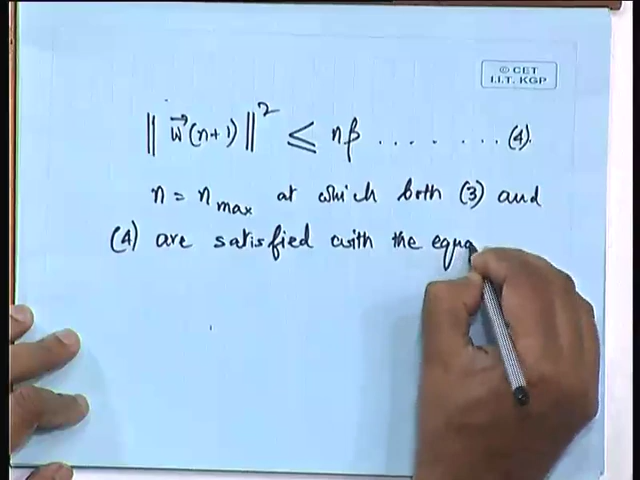 © CET
I.I.T. KGP
‖ w⃗(n+1) ‖² ≤ nβ . . . . . . . . (4).
n = n_max at which both (3) and
(4) are satisfied with the equa